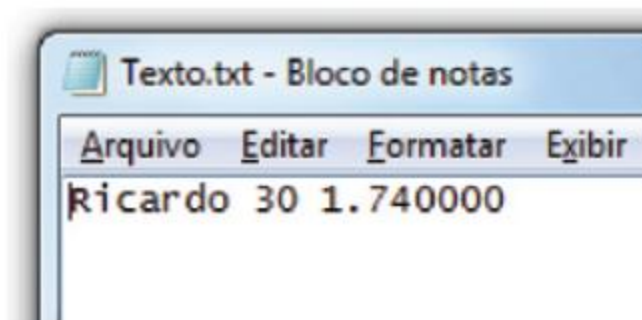 Texto.txt - Bloco de notas
Arquivo Editar Formatar Exibir
Ricardo 30 1.740000